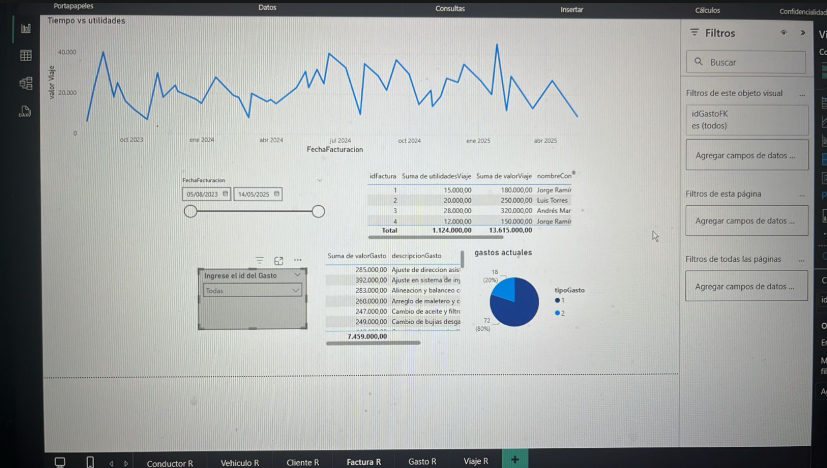 Portapapeles Datos Consultas Insertar Cálculos Confidencialidad
Tiempo vs utilidades
valor Viaje
40.000
20.000
0
oct 2023 ene 2024 abr 2024 jul 2024 oct 2024 ene 2025 abr 2025
FechaFacturacion
FechaFacturacion
05/08/2023 14/05/2025
idFactura Suma de utilidadesViaje Suma de valorViaje nombreCon
1 15.000,00 180.000,00 Jorge Ramír
2 20.000,00 250.000,00 Luis Torres
3 28.000,00 320.000,00 Andrés Mar
4 12.000,00 150.000,00 Jorge Ramír
Total 1.124.000,00 13.615.000,00
Ingrese el id del Gasto
Todas
Suma de valorGasto descripcionGasto
285.000,00 Ajuste de direccion asis
392.000,00 Ajuste en sistema de iny
283.000,00 Alineacion y balanceo c
260.000,00 Arreglo de maletero y c
247.000,00 Cambio de aceite y filtr
249.000,00 Cambio de bujias desga
7.459.000,00
gastos actuales
18
(20%)
72
(80%)
tipoGasto
1
2
Filtros
Buscar
Filtros de este objeto visual ...
idGastoFK
es (todos)
Agregar campos de datos ...
Filtros de esta página ...
Agregar campos de datos ...
Filtros de todas las páginas ...
Agregar campos de datos ...
Conductor R Vehículo R Cliente R Factura R Gasto R Viaje R +